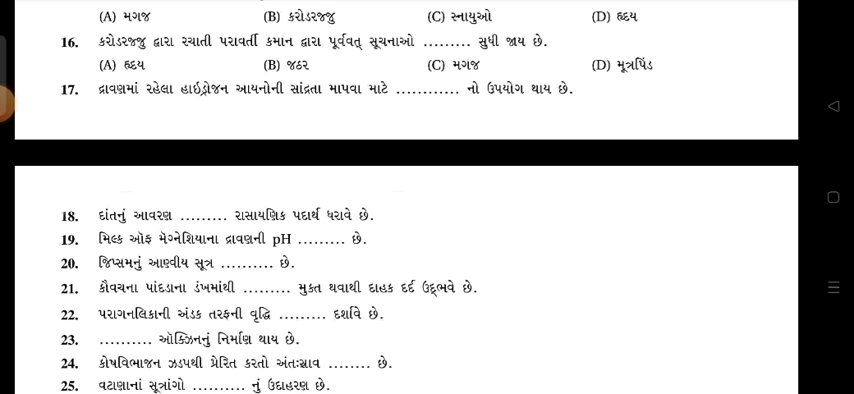 (A) મગજ (B) કરોડરજ્જુ (C) સ્નાયુઓ (D) હૃદય
16. કરોડરજ્જુ દ્વારા રચાતી પરાવર્તી કમાન દ્વારા પૂર્વવત્ સૂચનાઓ ......... સુધી જાય છે.
(A) હૃદય (B) જઠર (C) મગજ (D) મૂત્રપિંડ
17. દ્રાવણમાં રહેલા હાઇડ્રોજન આયનોની સાંદ્રતા માપવા માટે ............ નો ઉપયોગ થાય છે.
18. દાંતનું આવરણ ......... રાસાયણિક પદાર્થ ધરાવે છે.
19. મિલ્ક ઑફ મૅગ્નેશિયાના દ્રાવણની pH ......... છે.
20. જિપ્સમનું આણ્વીય સૂત્ર .......... છે.
21. કૌવચના પાંદડાના ડંખમાંથી ......... મુક્ત થવાથી દાહક દર્દ ઉદ્ભવે છે.
22. પરાગનલિકાની અંડક તરફની વૃદ્ધિ ......... દર્શાવે છે.
23. .......... ઑક્ઝિનનું નિર્માણ થાય છે.
24. કોષવિભાજન ઝડપથી પ્રેરિત કરતો અંતઃસ્ત્રાવ ........ છે.
25. વટાણાનાં સૂત્રાંગો .......... નું ઉદાહરણ છે.